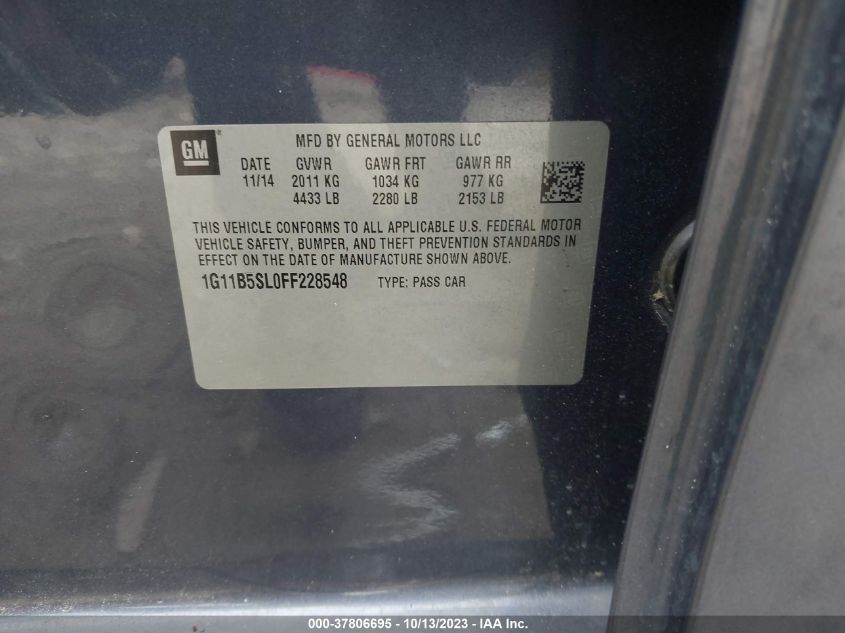 GM
MFD BY GENERAL MOTORS LLC
DATE GVWR GAWR FRT GAWR RR
11/14 2011 KG 1034 KG 977 KG
4433 LB 2280 LB 2153 LB
THIS VEHICLE CONFORMS TO ALL APPLICABLE U.S. FEDERAL MOTOR
VEHICLE SAFETY, BUMPER, AND THEFT PREVENTION STANDARDS IN
EFFECT ON THE DATE OF MANUFACTURE SHOWN ABOVE.
1G11B5SL0FF228548 TYPE: PASS CAR
000-37806695 - 10/13/2023 - IAA Inc.